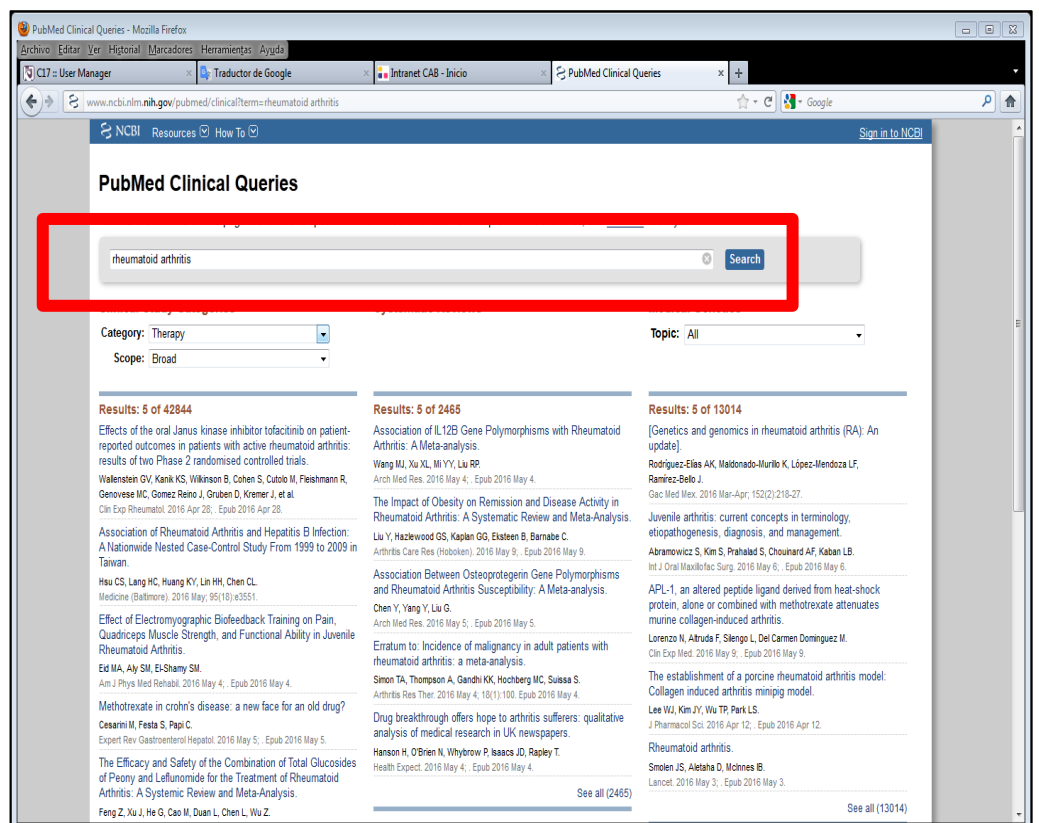 PubMed Clinical Queries - Mozilla Firefox
Archivo Editar Ver Historial Marcadores Herramientas Ayuda
C17 :: User Manager
Traductor de Google
Intranet CAB - Inicio
PubMed Clinical Queries
www.ncbi.nlm.nih.gov/pubmed/clinical?term=rheumatoid arthritis
Google
NCBI Resources How To
Sign in to NCBI
PubMed Clinical Queries
rheumatoid arthritis
Search
Category: Therapy
Scope: Broad
Topic: All
Results: 5 of 42844
Effects of the oral Janus kinase inhibitor tofacitinib on patient-
reported outcomes in patients with active rheumatoid arthritis:
results of two Phase 2 randomised controlled trials.
Wallenstein GV, Kanik KS, Wilkinson B, Cohen S, Cutolo M, Fleishmann R,
Genovese MC, Gomez Reino J, Gruben D, Kremer J, et al.
Clin Exp Rheumatol. 2016 Apr 28; . Epub 2016 Apr 28.
Association of Rheumatoid Arthritis and Hepatitis B Infection:
A Nationwide Nested Case-Control Study From 1999 to 2009 in
Taiwan.
Hsu CS, Lang HC, Huang KY, Lin HH, Chen CL.
Medicine (Baltimore). 2016 May; 95(18):e3551.
Effect of Electromyographic Biofeedback Training on Pain,
Quadriceps Muscle Strength, and Functional Ability in Juvenile
Rheumatoid Arthritis.
Eid MA, Aly SM, El-Shamy SM.
Am J Phys Med Rehabil. 2016 May 4; . Epub 2016 May 4.
Methotrexate in crohn's disease: a new face for an old drug?
Cesarini M, Festa S, Papi C.
Expert Rev Gastroenterol Hepatol. 2016 May 5; . Epub 2016 May 5.
The Efficacy and Safety of the Combination of Total Glucosides
of Peony and Leflunomide for the Treatment of Rheumatoid
Arthritis: A Systemic Review and Meta-Analysis.
Feng Z, Xu J, He G, Cao M, Duan L, Chen L, Wu Z.
Results: 5 of 2465
Association of IL12B Gene Polymorphisms with Rheumatoid
Arthritis: A Meta-analysis.
Wang MJ, Xu XL, Mi YY, Liu RP.
Arch Med Res. 2016 May 4; . Epub 2016 May 4.
The Impact of Obesity on Remission and Disease Activity in
Rheumatoid Arthritis: A Systematic Review and Meta-Analysis.
Liu Y, Hazlewood GS, Kaplan GG, Eksteen B, Barnabe C.
Arthritis Care Res (Hoboken). 2016 May 9; . Epub 2016 May 9.
Association Between Osteoprotegerin Gene Polymorphisms
and Rheumatoid Arthritis Susceptibility: A Meta-analysis.
Chen Y, Yang Y, Liu G.
Arch Med Res. 2016 May 5; . Epub 2016 May 5.
Erratum to: Incidence of malignancy in adult patients with
rheumatoid arthritis: a meta-analysis.
Simon TA, Thompson A, Gandhi KK, Hochberg MC, Suissa S.
Arthritis Res Ther. 2016 May 4; 18(1):100. Epub 2016 May 4.
Drug breakthrough offers hope to arthritis sufferers: qualitative
analysis of medical research in UK newspapers.
Hanson H, O'Brien N, Whybrow P, Isaacs JD, Rapley T.
Health Expect. 2016 May 4; . Epub 2016 May 4.
See all (2465)
Results: 5 of 13014
[Genetics and genomics in rheumatoid arthritis (RA): An
update].
Rodríguez-Elías AK, Maldonado-Murillo K, López-Mendoza LF,
Ramírez-Bello J.
Gac Med Mex. 2016 Mar-Apr; 152(2):218-27.
Juvenile arthritis: current concepts in terminology,
etiopathogenesis, diagnosis, and management.
Abramowicz S, Kim S, Prahalad S, Chouinard AF, Kaban LB.
Int J Oral Maxillofac Surg. 2016 May 6; . Epub 2016 May 6.
APL-1, an altered peptide ligand derived from heat-shock
protein, alone or combined with methotrexate attenuates
murine collagen-induced arthritis.
Lorenzo N, Altruda F, Silengo L, Del Carmen Dominguez M.
Clin Exp Med. 2016 May 9; . Epub 2016 May 9.
The establishment of a porcine rheumatoid arthritis model:
Collagen induced arthritis minipig model.
Lee WJ, Kim JY, Wu TP, Park LS.
J Pharmacol Sci. 2016 Apr 12; . Epub 2016 Apr 12.
Rheumatoid arthritis.
Smolen JS, Aletaha D, McInnes IB.
Lancet. 2016 May 3; . Epub 2016 May 3.
See all (13014)